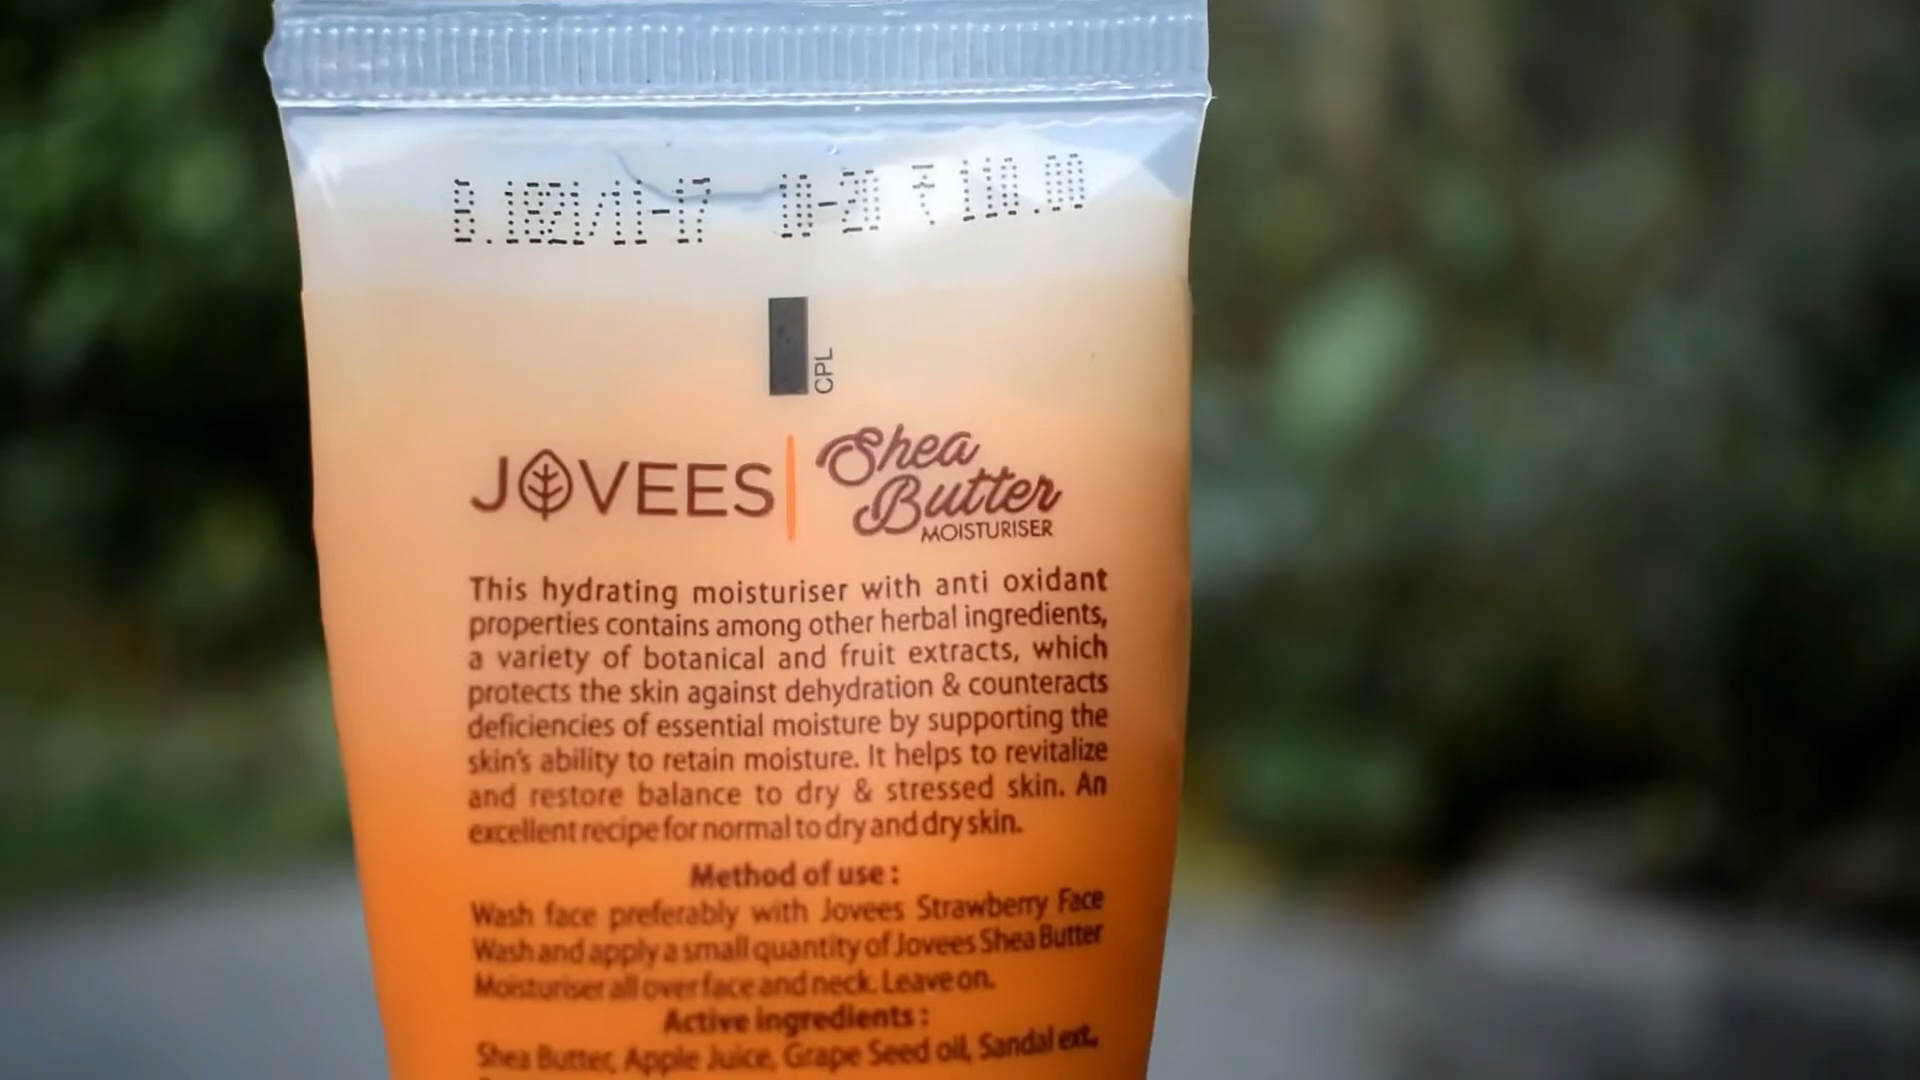 B.1821/11-17 10-20 ₹ 110.00
CPL
JOVEES
Shea
Butter
MOISTURISER
This hydrating moisturiser with anti oxidant
properties contains among other herbal ingredients,
a variety of botanical and fruit extracts, which
protects the skin against dehydration & counteracts
deficiencies of essential moisture by supporting the
skin's ability to retain moisture. It helps to revitalize
and restore balance to dry & stressed skin. An
excellent recipe for normal to dry and dry skin.
Method of use :
Wash face preferably with Jovees Strawberry Face
Wash and apply a small quantity of Jovees Shea Butter
Moisturiser all over face and neck. Leave on.
Active ingredients :
Shea Butter, Apple Juice, Grape Seed oil, Sandal ext.,